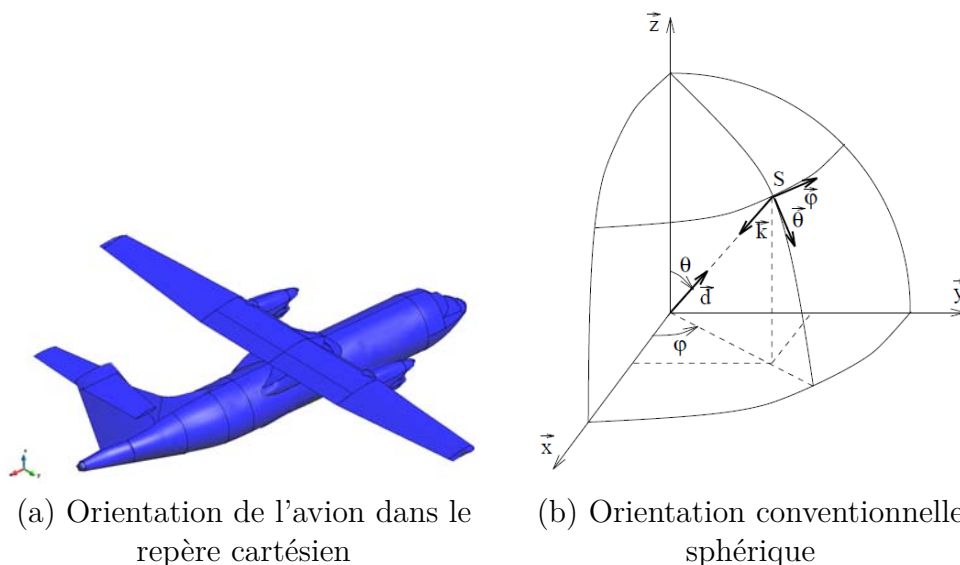 z⃗
S
φ⃗
θ⃗
k⃗
θ
d⃗
y⃗
φ
x⃗
(a) Orientation de l'avion dans le
repère cartésien
(b) Orientation conventionnelle
sphérique